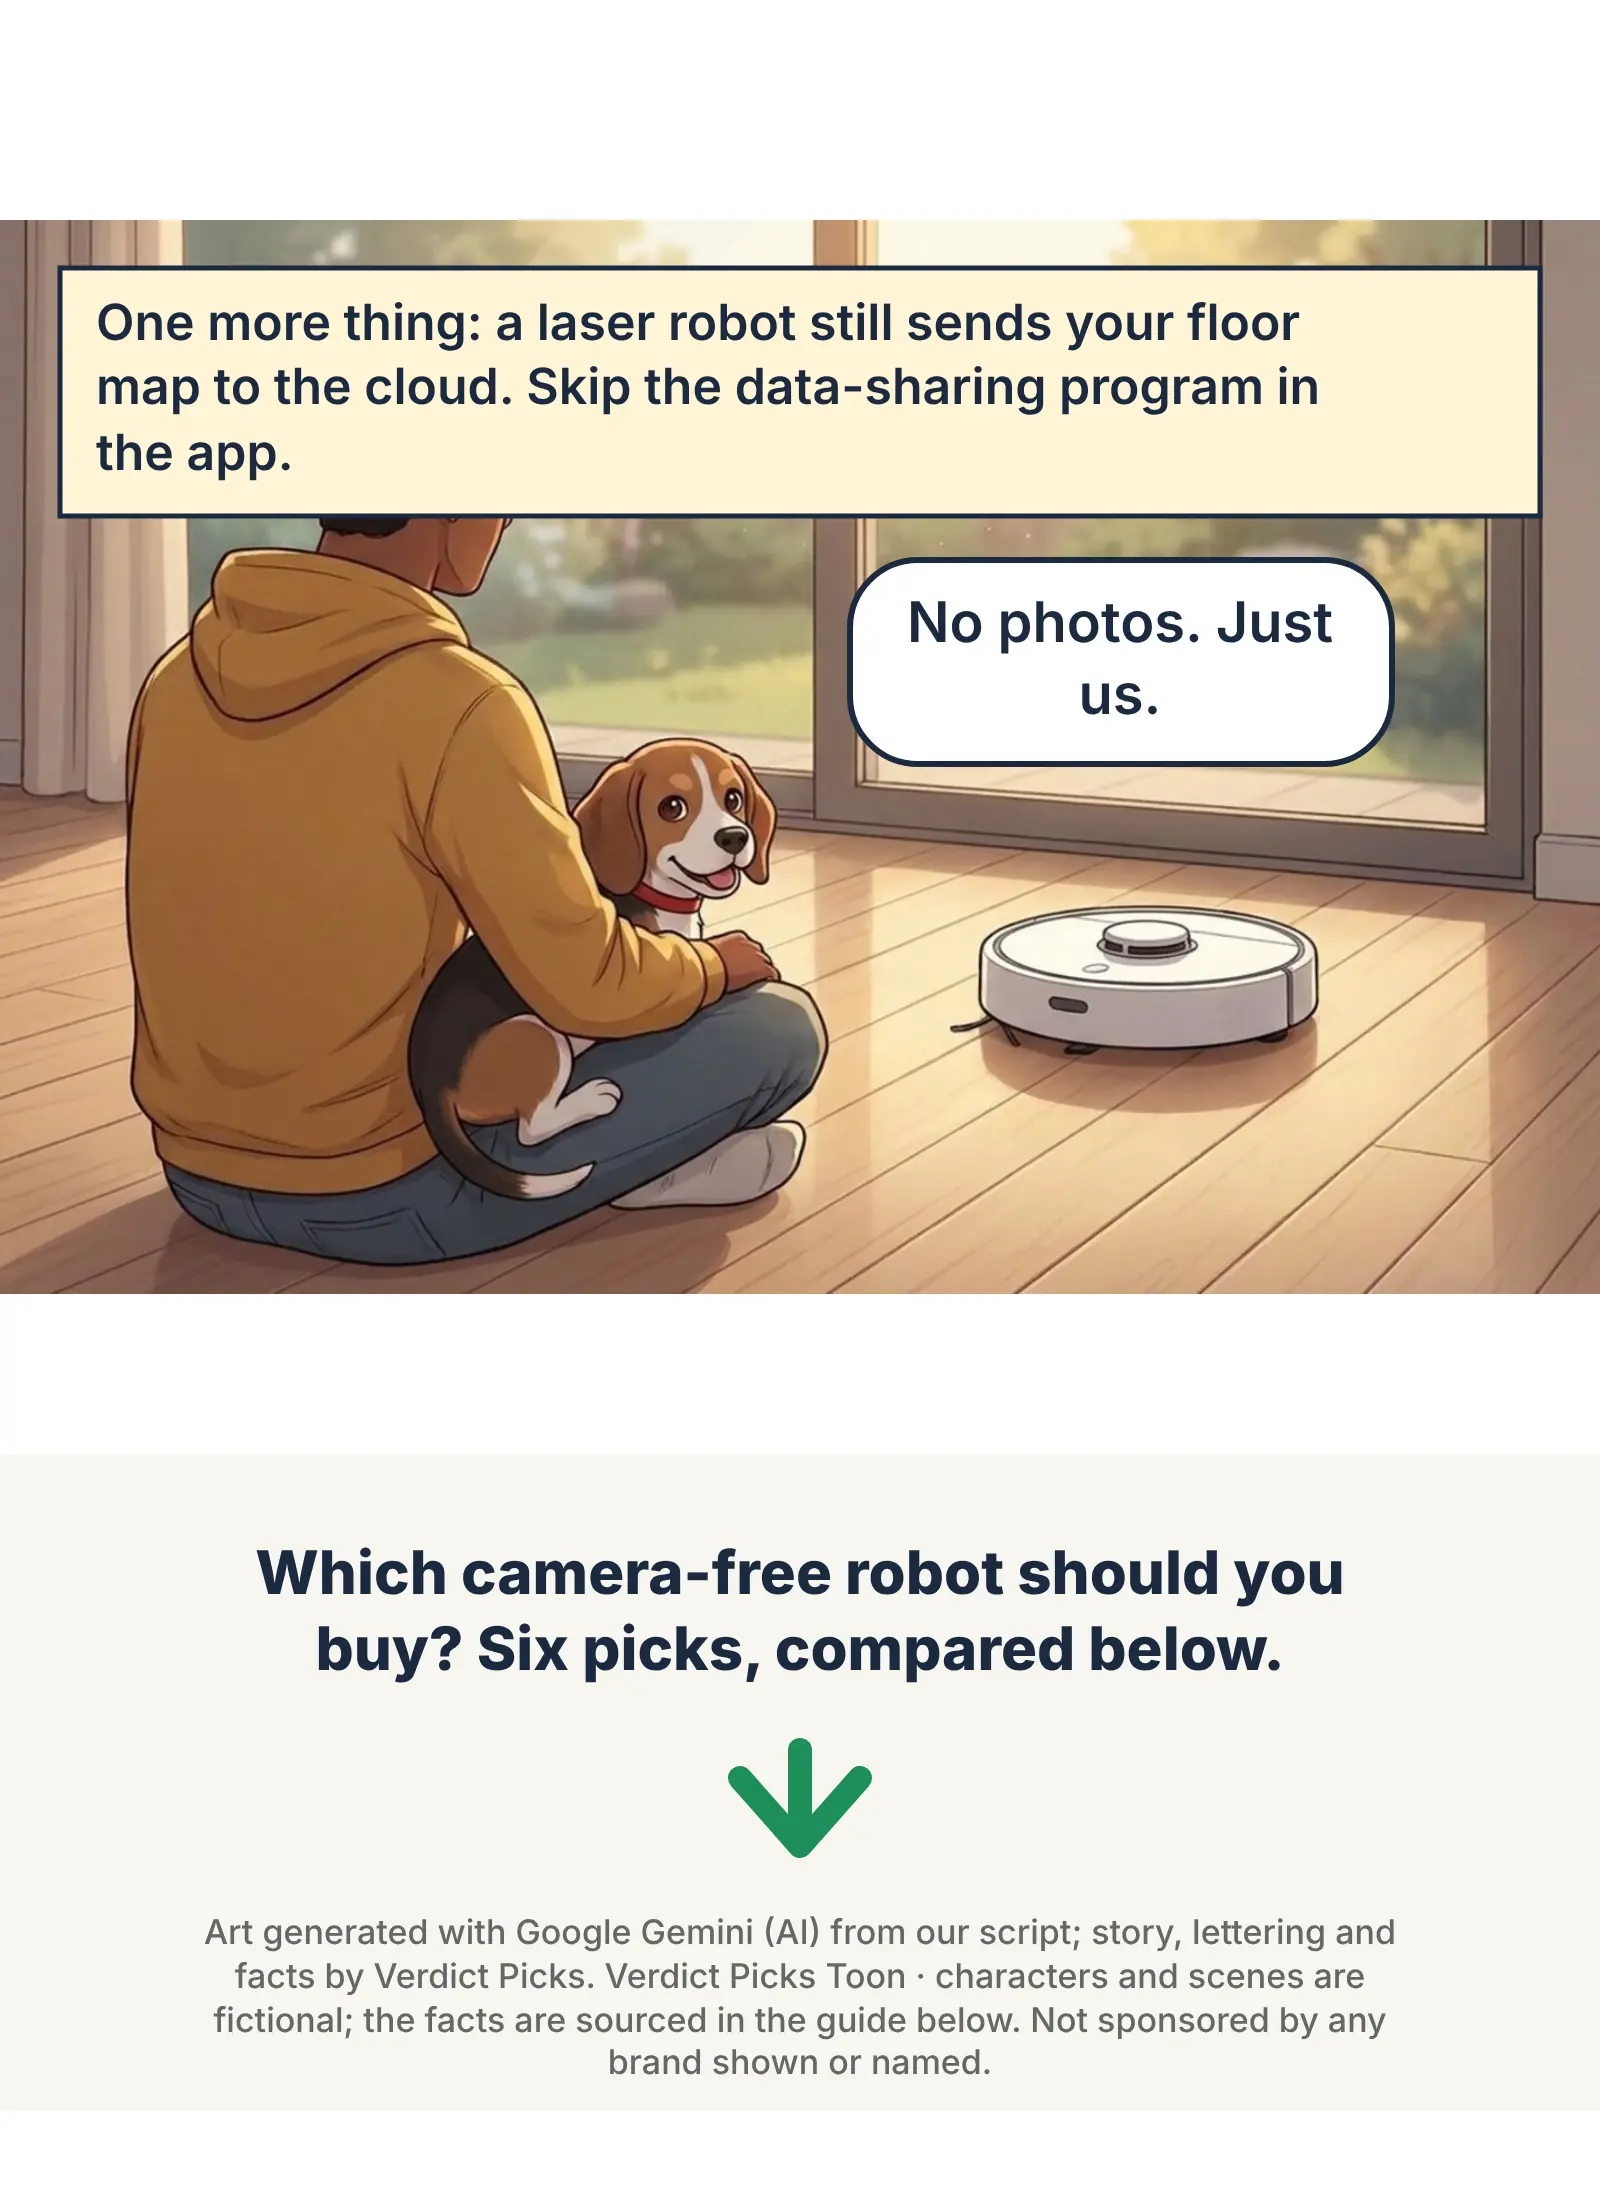 One more thing: a laser robot still sends your floor
map to the cloud. Skip the data-sharing program in
the app.
No photos. Just
us.
Which camera-free robot should you
buy? Six picks, compared below.
Art generated with Google Gemini (AI) from our script; story, lettering and
facts by Verdict Picks. Verdict Picks Toon · characters and scenes are
fictional; the facts are sourced in the guide below. Not sponsored by any
brand shown or named.